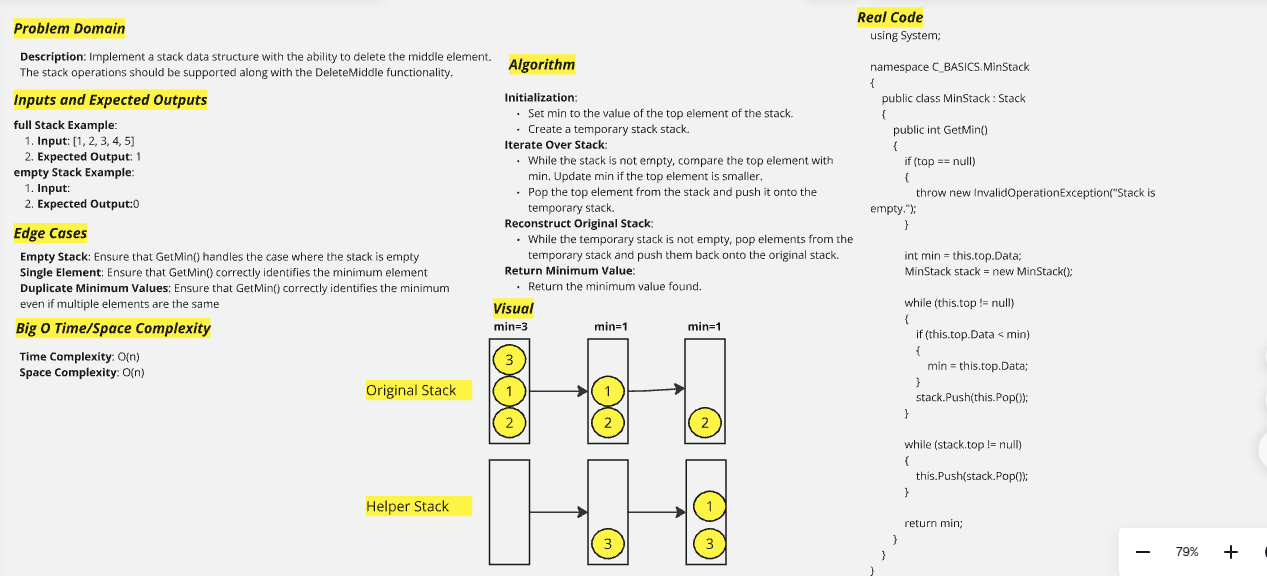 Problem Domain
Description: Implement a stack data structure with the ability to delete the middle element.
The stack operations should be supported along with the DeleteMiddle functionality.
Inputs and Expected Outputs
full Stack Example:
1. Input: [1, 2, 3, 4, 5]
2. Expected Output: 1
empty Stack Example:
1. Input:
2. Expected Output:0
Edge Cases
Empty Stack: Ensure that GetMin() handles the case where the stack is empty
Single Element: Ensure that GetMin() correctly identifies the minimum element
Duplicate Minimum Values: Ensure that GetMin() correctly identifies the minimum
even if multiple elements are the same
Big O Time/Space Complexity
Time Complexity: O(n)
Space Complexity: O(n)
Algorithm
Initialization:
• Set min to the value of the top element of the stack.
• Create a temporary stack stack.
Iterate Over Stack:
• While the stack is not empty, compare the top element with
min. Update min if the top element is smaller.
• Pop the top element from the stack and push it onto the
temporary stack.
Reconstruct Original Stack:
• While the temporary stack is not empty, pop elements from the
temporary stack and push them back onto the original stack.
Return Minimum Value:
• Return the minimum value found.
Visual
min=3 min=1 min=1
3
Original Stack 1 1
2 2 2
Helper Stack 1
3 3
Real Code
using System;
namespace C_BASICS.MinStack
{
public class MinStack : Stack
{
public int GetMin()
{
if (top == null)
{
throw new InvalidOperationException("Stack is
empty.");
}
int min = this.top.Data;
MinStack stack = new MinStack();
while (this.top != null)
{
if (this.top.Data < min)
{
min = this.top.Data;
}
stack.Push(this.Pop());
}
while (stack.top != null)
{
this.Push(stack.Pop());
}
return min;
}
}
}
79%